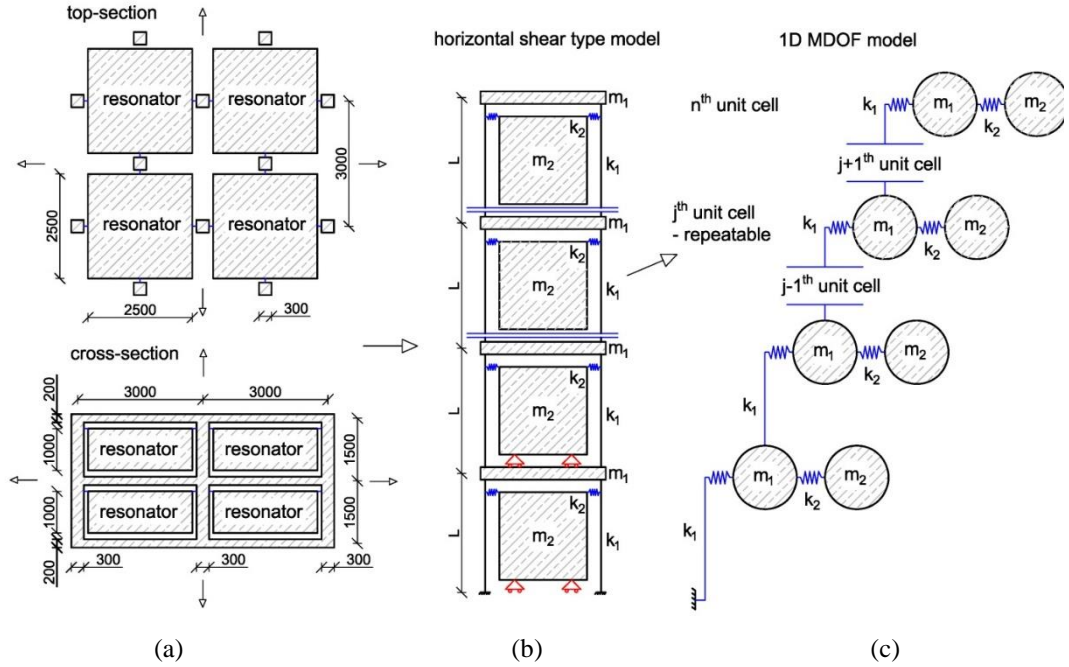 top-section
resonator
resonator
resonator
resonator
3000
2500
2500
300
cross-section
200
3000
3000
1000
resonator
resonator
1500
1000
resonator
resonator
1500
200
300
300
300
(a)
horizontal shear type model
m1
k2
L
m2
k1
m1
k2
L
m2
k1
m1
k2
L
m2
k1
m1
k2
L
m2
k1
jth unit cell
- repeatable
(b)
1D MDOF model
nth unit cell
k1
m1
k2
m2
j+1th unit cell
k1
m1
k2
m2
j-1th unit cell
m1
k2
m2
k1
m1
k2
m2
k1
(c)